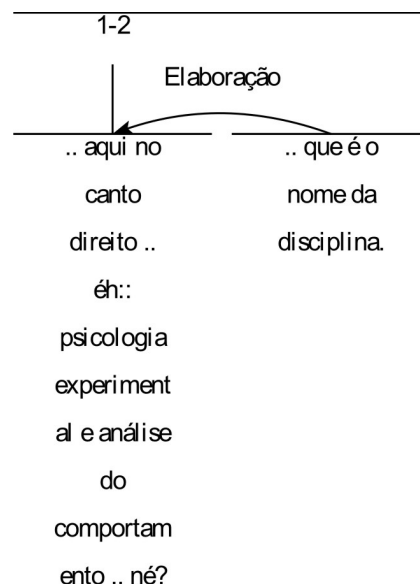 1-2
Elaboração
.. aqui no
canto
direito ..
éh::
psicologia
experiment
al e análise
do
comportam
ento .. né?
.. que é o
nome da
disciplina.